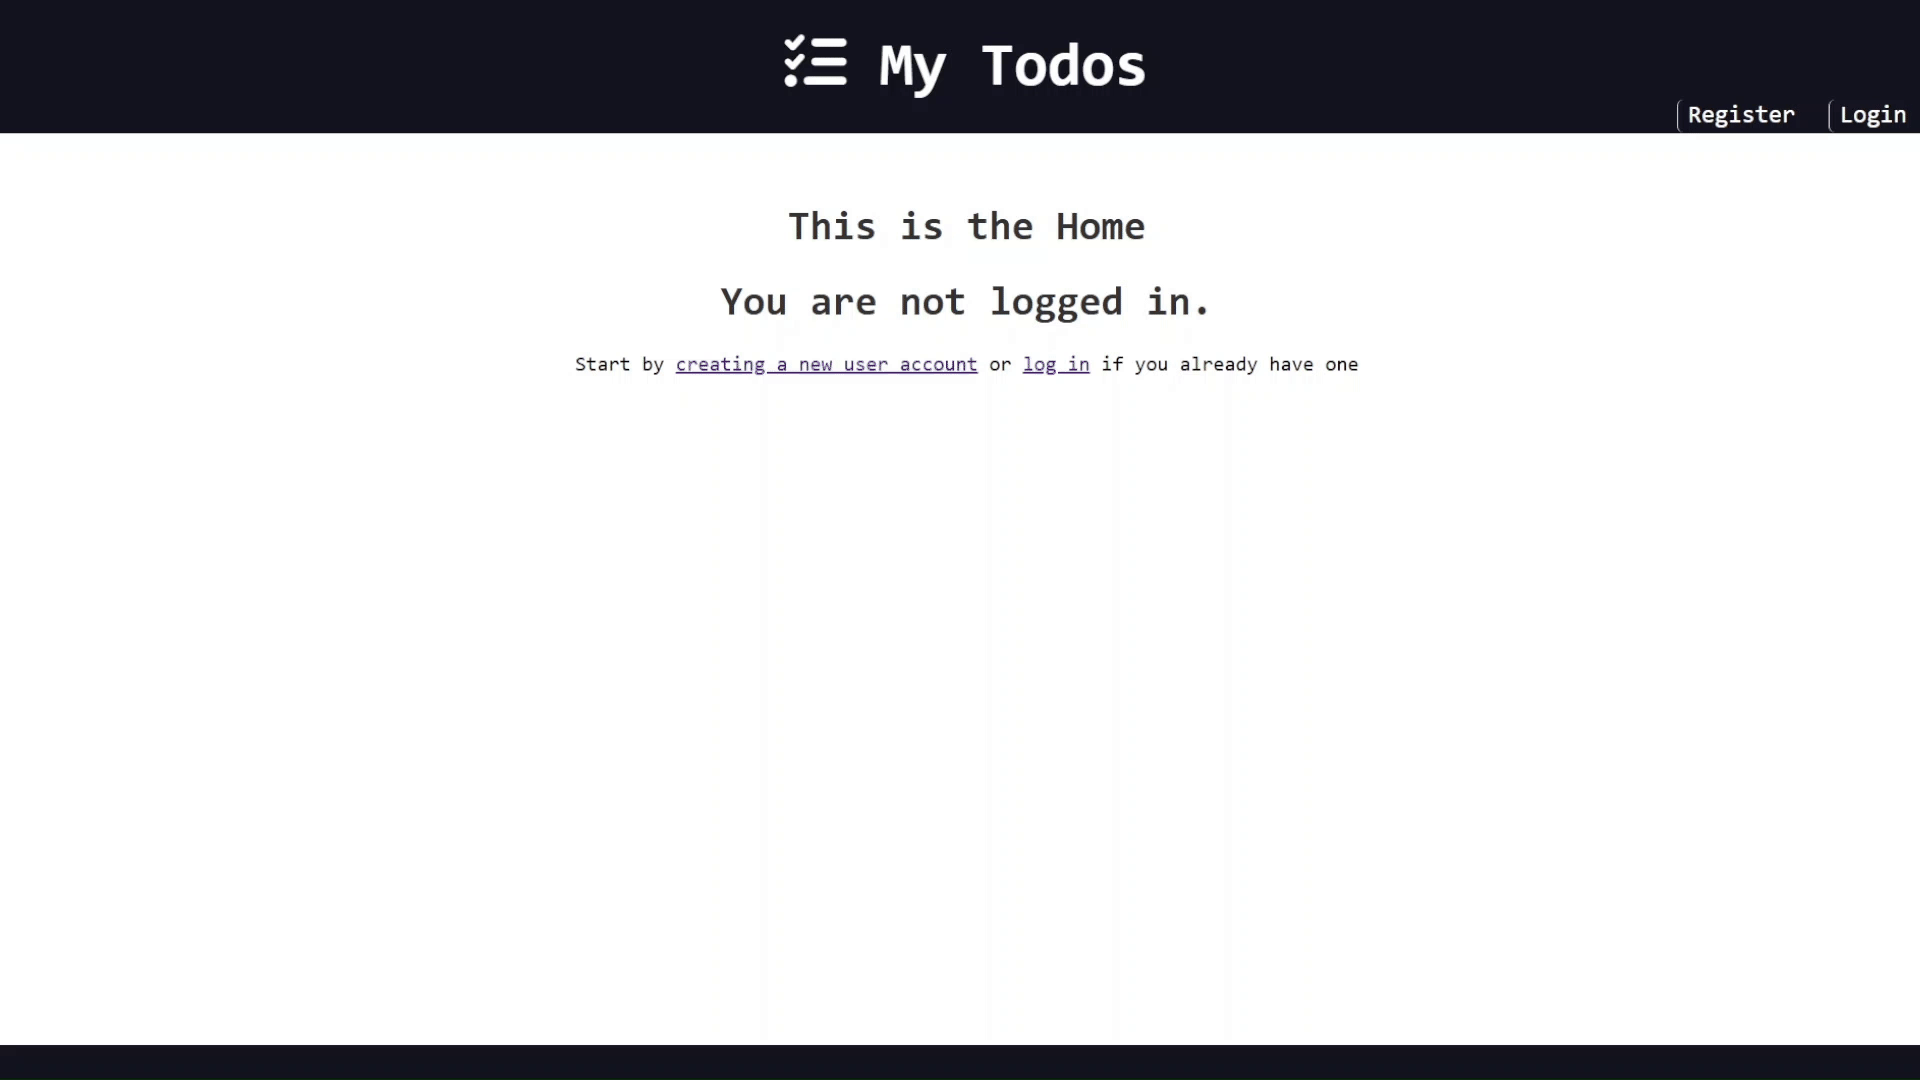 My Todos
Register Login
This is the Home
You are not logged in.
Start by creating a new user account or log in if you already have one